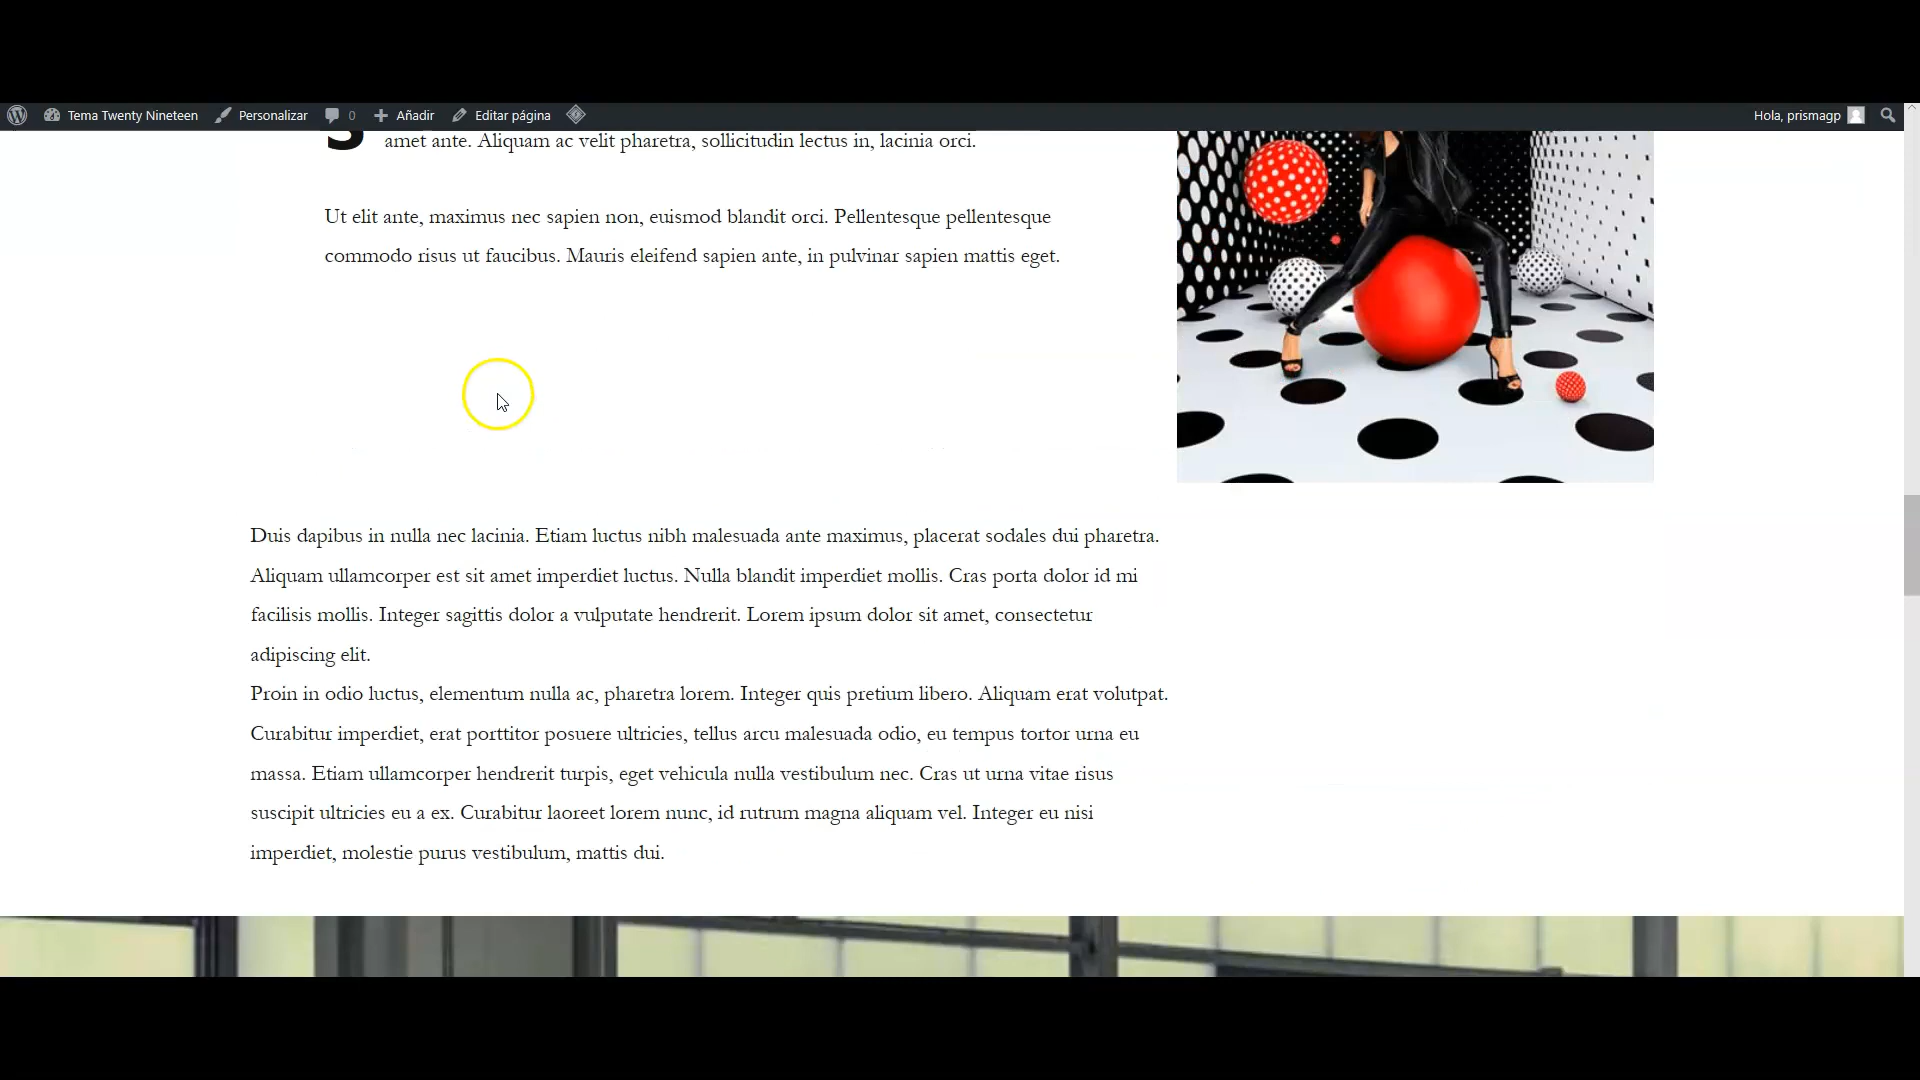 Tema Twenty Nineteen Personalizar 0 Añadir Editar página Hola, prismagp
S amet ante. Aliquam ac velit pharetra, sollicitudin lectus in, lacinia orci.
Ut elit ante, maximus nec sapien non, euismod blandit orci. Pellentesque pellentesque
commodo risus ut faucibus. Mauris eleifend sapien ante, in pulvinar sapien mattis eget.
Duis dapibus in nulla nec lacinia. Etiam luctus nibh malesuada ante maximus, placerat sodales dui pharetra.
Aliquam ullamcorper est sit amet imperdiet luctus. Nulla blandit imperdiet mollis. Cras porta dolor id mi
facilisis mollis. Integer sagittis dolor a vulputate hendrerit. Lorem ipsum dolor sit amet, consectetur
adipiscing elit.
Proin in odio luctus, elementum nulla ac, pharetra lorem. Integer quis pretium libero. Aliquam erat volutpat.
Curabitur imperdiet, erat porttitor posuere ultricies, tellus arcu malesuada odio, eu tempus tortor urna eu
massa. Etiam ullamcorper hendrerit turpis, eget vehicula nulla vestibulum nec. Cras ut urna vitae risus
suscipit ultricies eu a ex. Curabitur laoreet lorem nunc, id rutrum magna aliquam vel. Integer eu nisi
imperdiet, molestie purus vestibulum, mattis dui.